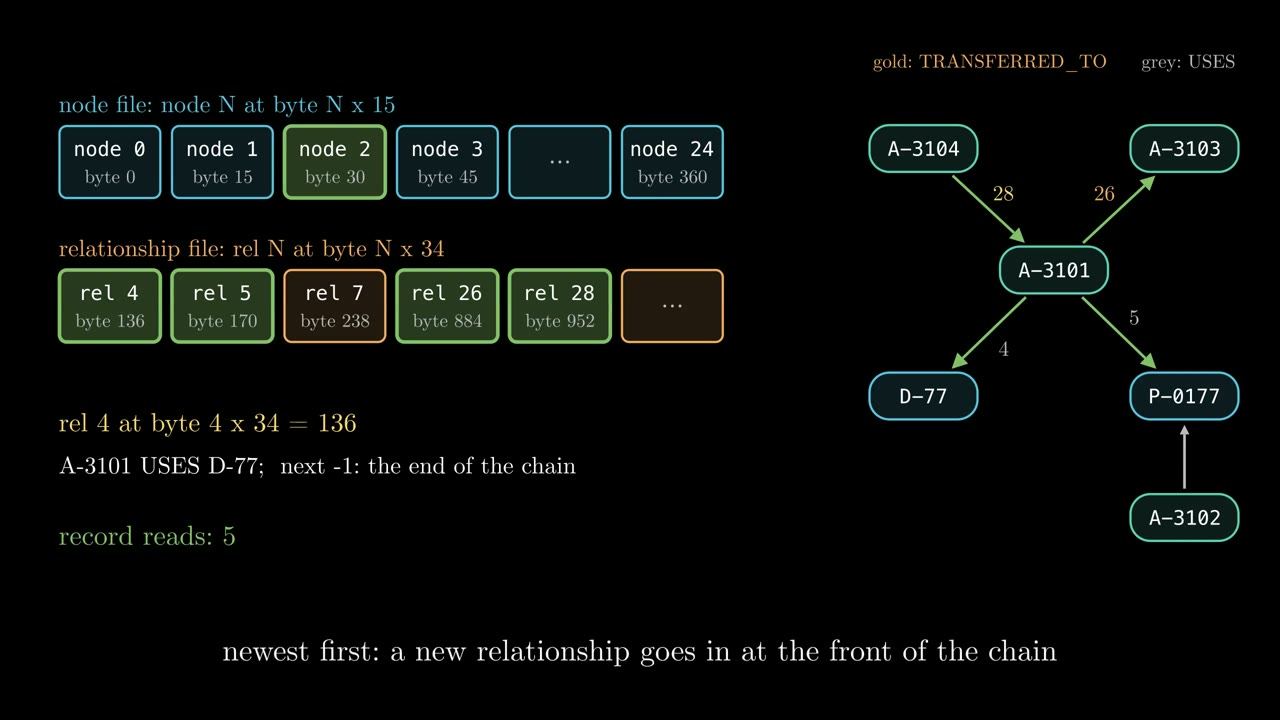 gold: TRANSFERRED_TO grey: USES
node file: node N at byte N x 15
node 0 node 1 node 2 node 3 ... node 24
byte 0 byte 15 byte 30 byte 45 byte 360
relationship file: rel N at byte N x 34
rel 4 rel 5 rel 7 rel 26 rel 28 ...
byte 136 byte 170 byte 238 byte 884 byte 952
rel 4 at byte 4 x 34 = 136
A-3101 USES D-77; next -1: the end of the chain
record reads: 5
A-3104 A-3103
28 26
A-3101
5
4
D-77 P-0177
A-3102
newest first: a new relationship goes in at the front of the chain